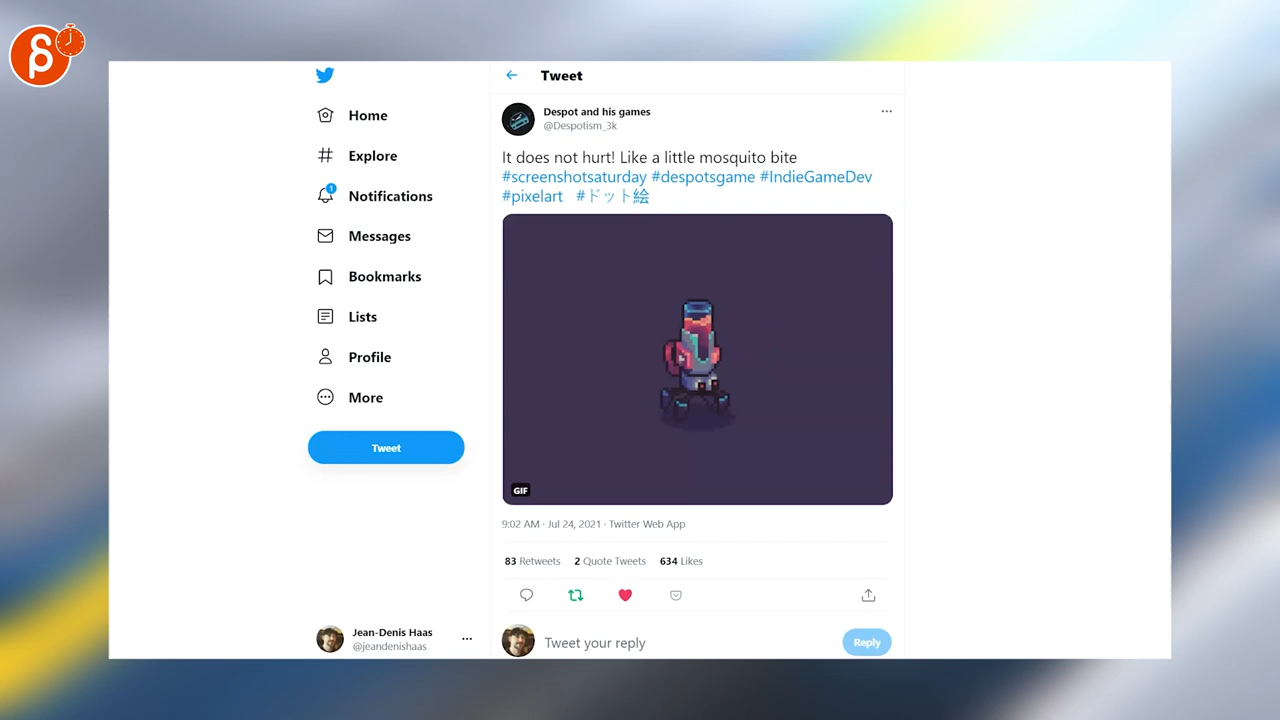 Tweet
Home
Explore
1
Notifications
Messages
Bookmarks
Lists
Profile
More
Tweet
Jean-Denis Haas
@jeandenishaas
Despot and his games
@Despotism_3k
It does not hurt! Like a little mosquito bite
#screenshotsaturday #despotsgame #IndieGameDev
#pixelart #ドット絵
GIF
9:02 AM · Jul 24, 2021 · Twitter Web App
83 Retweets 2 Quote Tweets 634 Likes
Tweet your reply
Reply